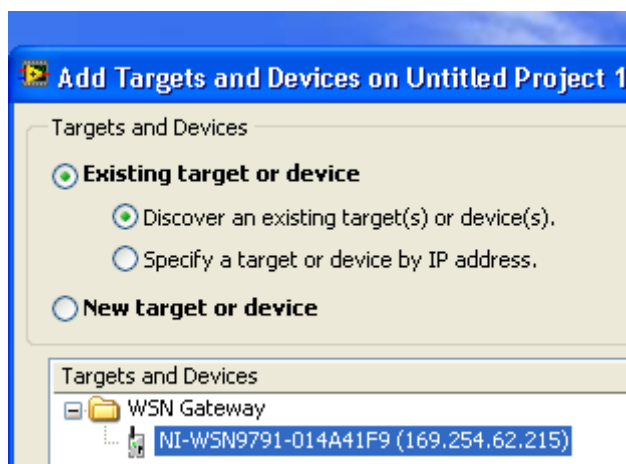 Add Targets and Devices on Untitled Project 1
Targets and Devices
Existing target or device
Discover an existing target(s) or device(s).
Specify a target or device by IP address.
New target or device
Targets and Devices
WSN Gateway
NI-WSN9791-014A41F9 (169.254.62.215)